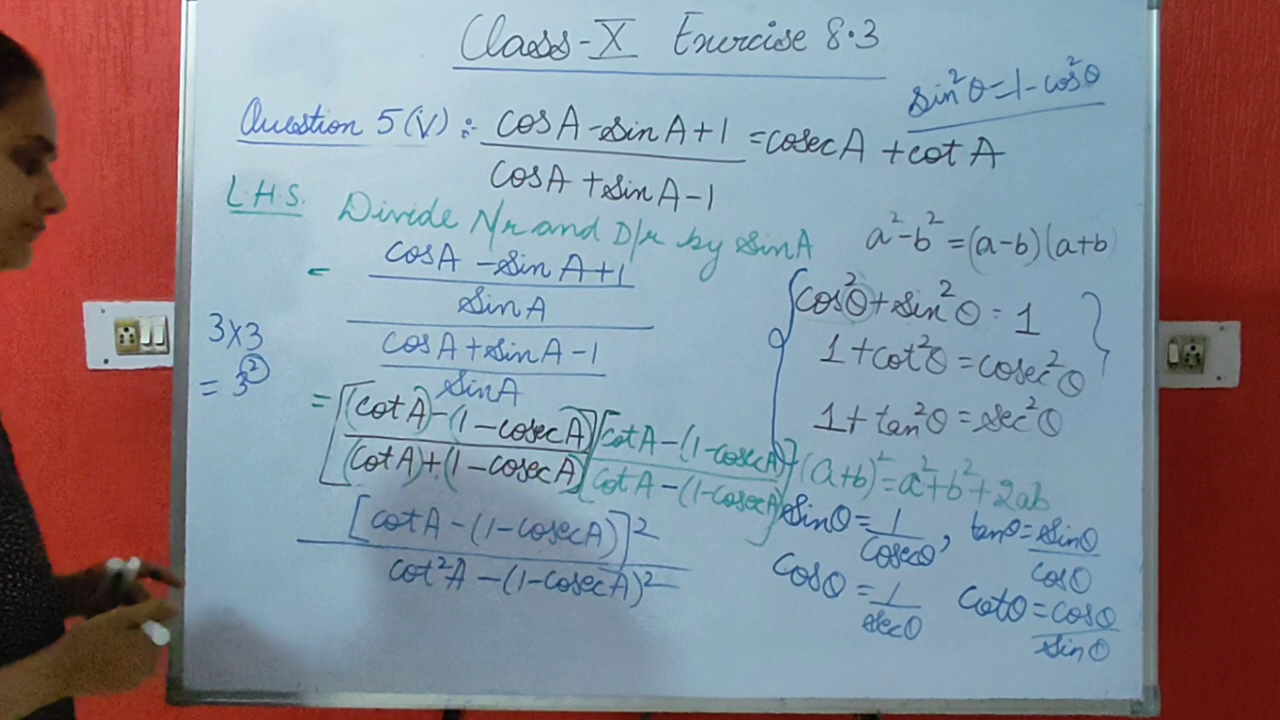 Class-X Exercise 8.3
sin²θ=1-cos²θ
Question 5(V) :- (cosA-sinA+1)/(cosA+sinA-1) = cosecA + cotA
L.H.S. Divide N/r and D/r by sinA
a²-b² = (a-b)(a+b)
= ((cosA-sinA+1)/sinA)/((cosA+sinA-1)/sinA)
cos²θ+sin²θ = 1
1+cot²θ = cosec²θ
1+tan²θ = sec²θ
3×3
= 3²
= [((cotA)-(1-cosecA))/((cotA)+(1-cosecA))][(cotA-(1-cosecA))/(cotA-(1-cosecA))]
(a+b)² = a²+b²+2ab
[cotA-(1-cosecA)]²/(cot²A-(1-cosecA)²)
sinθ = 1/cosecθ, tanθ = sinθ/cosθ
cosθ = 1/secθ cotθ = cosθ/sinθ